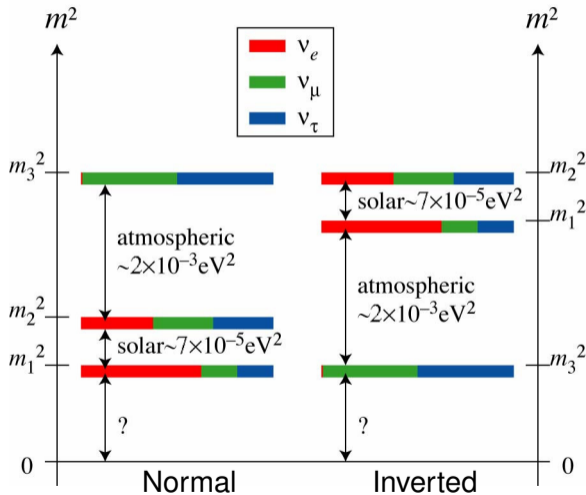 m² m²
νₑ
ν_μ
ν_τ
m₃² m₂²
solar~7×10⁻⁵eV²
m₁²
atmospheric
~2×10⁻³eV²
atmospheric
~2×10⁻³eV²
m₂²
solar~7×10⁻⁵eV²
m₁² m₃²
? ?
0 0
Normal Inverted